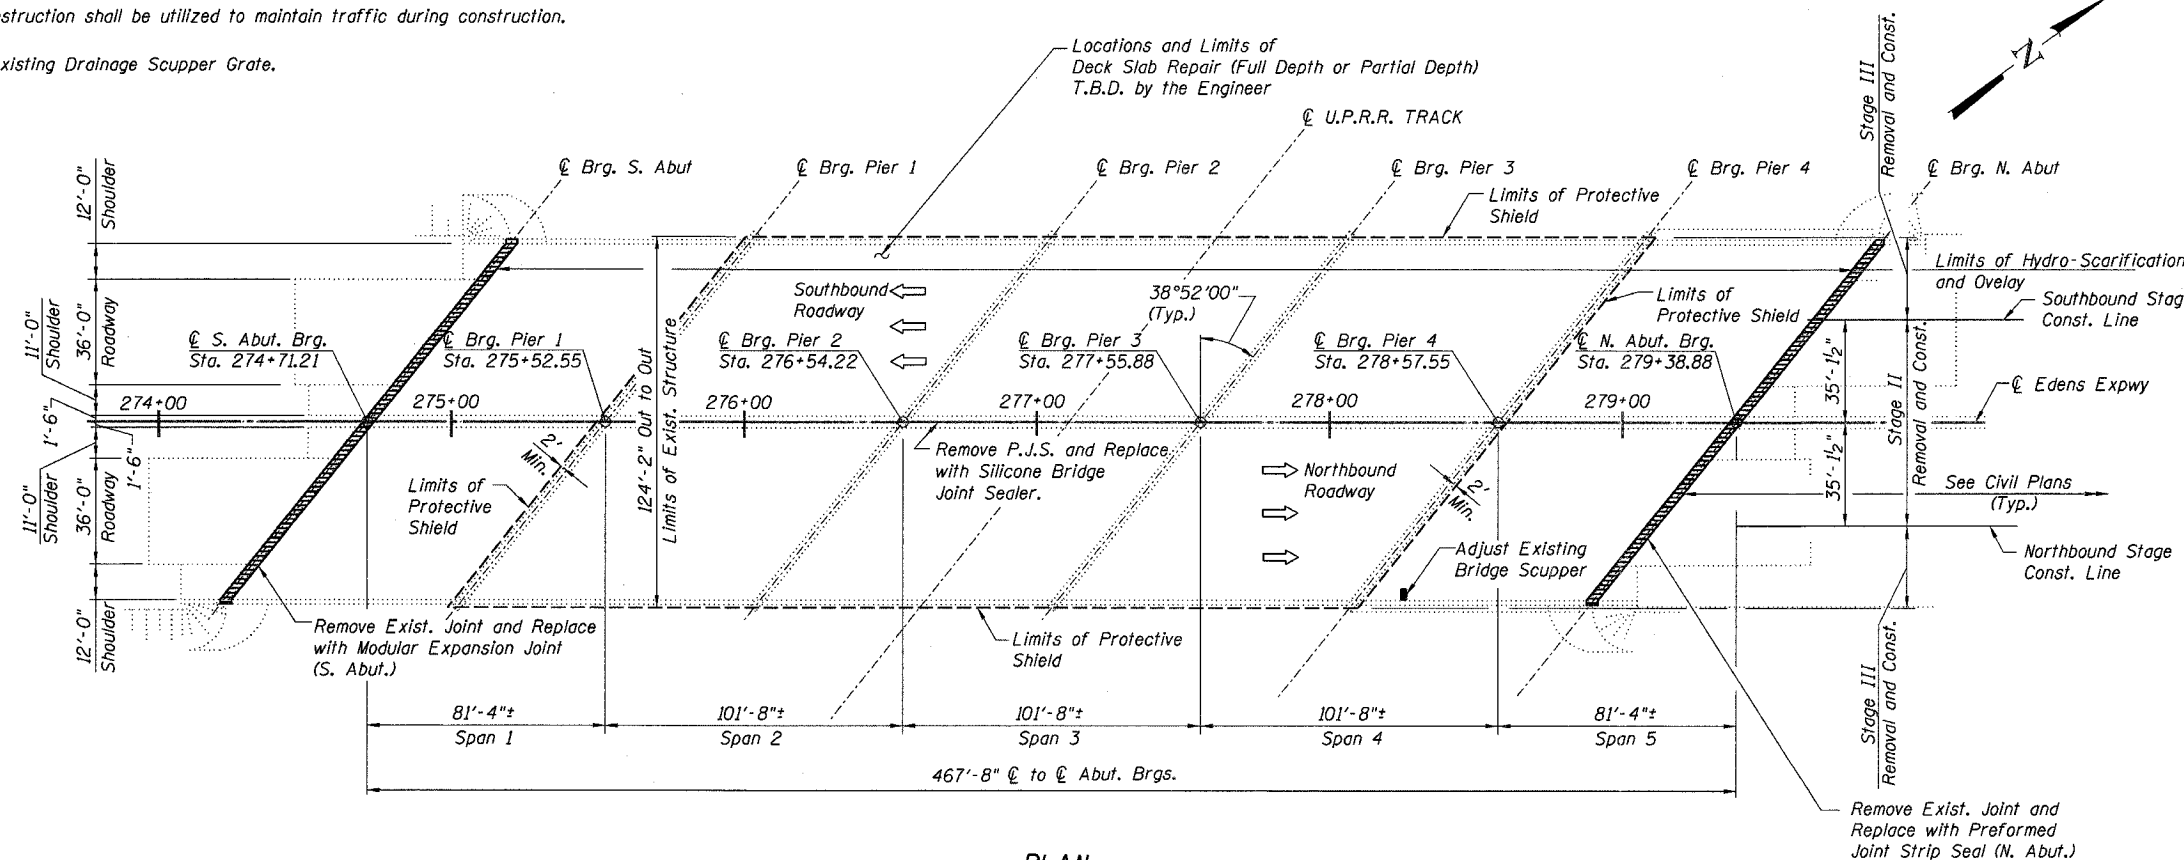 struction shall be utilized to maintain traffic during construction.
xisting Drainage Scupper Grate.
Locations and Limits of
Deck Slab Repair (Full Depth or Partial Depth)
T.B.D. by the Engineer
℄ U.P.R.R. TRACK
Stage III
Removal and Const.
N
12'-0"
Shoulder
℄ Brg. S. Abut
℄ Brg. Pier 1
℄ Brg. Pier 2
℄ Brg. Pier 3
℄ Brg. Pier 4
℄ Brg. N. Abut
Limits of Protective
Shield
Limits of Hydro-Scarification
and Ovelay
Southbound Stag
Const. Line
11'-0"
Shoulder
36'-0"
Roadway
Southbound
Roadway
38°52'00"
(Typ.)
Limits of
Protective Shield
℄ S. Abut. Brg.
Sta. 274+71.21
℄ Brg. Pier 1
Sta. 275+52.55
℄ Brg. Pier 2
Sta. 276+54.22
℄ Brg. Pier 3
Sta. 277+55.88
℄ Brg. Pier 4
Sta. 278+57.55
℄ N. Abut. Brg.
Sta. 279+38.88
35'-1½"
℄ Edens Expwy
274+00
275+00
276+00
277+00
278+00
279+00
1'-6"
1'-6"
2'
Min.
124'-2" Out to Out
Limits of Exist. Structure
Remove P.J.S. and Replace
with Silicone Bridge
Joint Sealer.
Northbound
Roadway
2'
Min.
35'-1½"
Stage II
Removal and Const.
See Civil Plans
(Typ.)
11'-0"
Shoulder
36'-0"
Roadway
Limits of
Protective
Shield
Adjust Existing
Bridge Scupper
Northbound Stage
Const. Line
12'-0"
Shoulder
Remove Exist. Joint and Replace
with Modular Expansion Joint
(S. Abut.)
Limits of Protective
Shield
Stage III
Removal and Const.
81'-4"±
Span 1
101'-8"±
Span 2
101'-8"±
Span 3
101'-8"±
Span 4
81'-4"±
Span 5
467'-8" ℄ to ℄ Abut. Brgs.
Remove Exist. Joint and
Replace with Preformed
Joint Strip Seal (N. Abut.)
PLAN